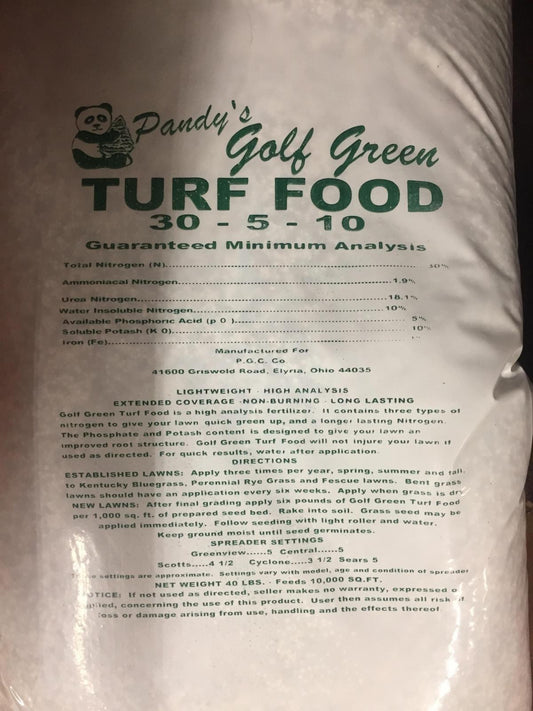 Pandy's
Golf Green
TURF FOOD
30 - 5 - 10
Guaranteed Minimum Analysis
Total Nitrogen (N)..........30%
Ammoniacal Nitrogen..........1.9%
Urea Nitrogen..........18.1%
Water Insoluble Nitrogen..........10%
Available Phosphoric Acid (p 0 )..........5%
Soluble Potash (K 0)..........10%
Iron (Fe)..........
Manufactured For
P.G.C. Co
41600 Griswold Road, Elyria, Ohio 44035
LIGHTWEIGHT - HIGH ANALYSIS
EXTENDED COVERAGE -NON-BURNING - LONG LASTING
Golf Green Turf Food is a high analysis fertilizer. It contains three types of
nitrogen to give your lawn quick green up, and a longer lasting Nitrogen.
The Phosphate and Potash content is designed to give your lawn an
improved root structure. Golf Green Turf Food will not injure your lawn if
used as directed. For quick results, water after application.
DIRECTIONS
ESTABLISHED LAWNS: Apply three times per year, spring, summer and fall,
to Kentucky Bluegrass, Perennial Rye Grass and Fescue lawns. Bent grass
lawns should have an application every six weeks. Apply when grass is dry
NEW LAWNS: After final grading apply six pounds of Golf Green Turf Food
per 1,000 sq. ft. of prepared seed bed. Rake into soil. Grass seed may be
applied immediately. Follow seeding with light roller and water.
Keep ground moist until seed germinates.
SPREADER SETTINGS
Greenview.....5 Central.....5
Scotts.....4 1/2 Cyclone....3 1/2 Sears 5
settings are approximate. Settings vary with model, age and condition of spreader
NET WEIGHT 40 LBS. - Feeds 10,000 SQ.FT.
NOTICE: If not used as directed, seller makes no warranty, expressed or
implied, concerning the use of this product. User then assumes all risk of
loss or damage arising from use, handling and the effects thereof